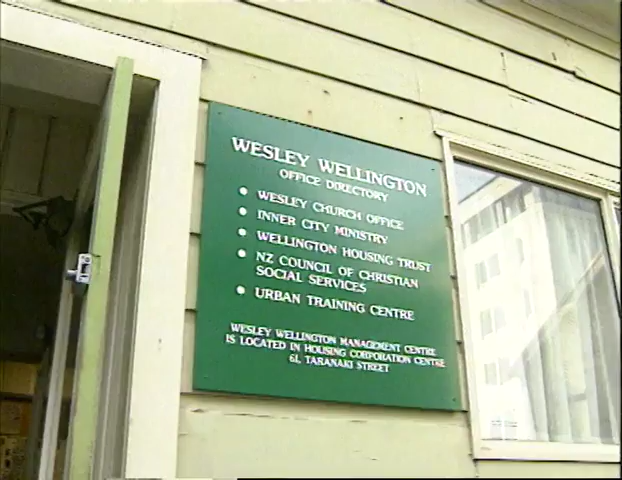 WESLEY WELLINGTON
OFFICE DIRECTORY
• WESLEY CHURCH OFFICE
• INNER CITY MINISTRY
• WELLINGTON HOUSING TRUST
• NZ COUNCIL OF CHRISTIAN
SOCIAL SERVICES
• URBAN TRAINING CENTRE
WESLEY WELLINGTON MANAGEMENT CENTRE
IS LOCATED IN HOUSING CORPORATION CENTRE
61, TARANAKI STREET